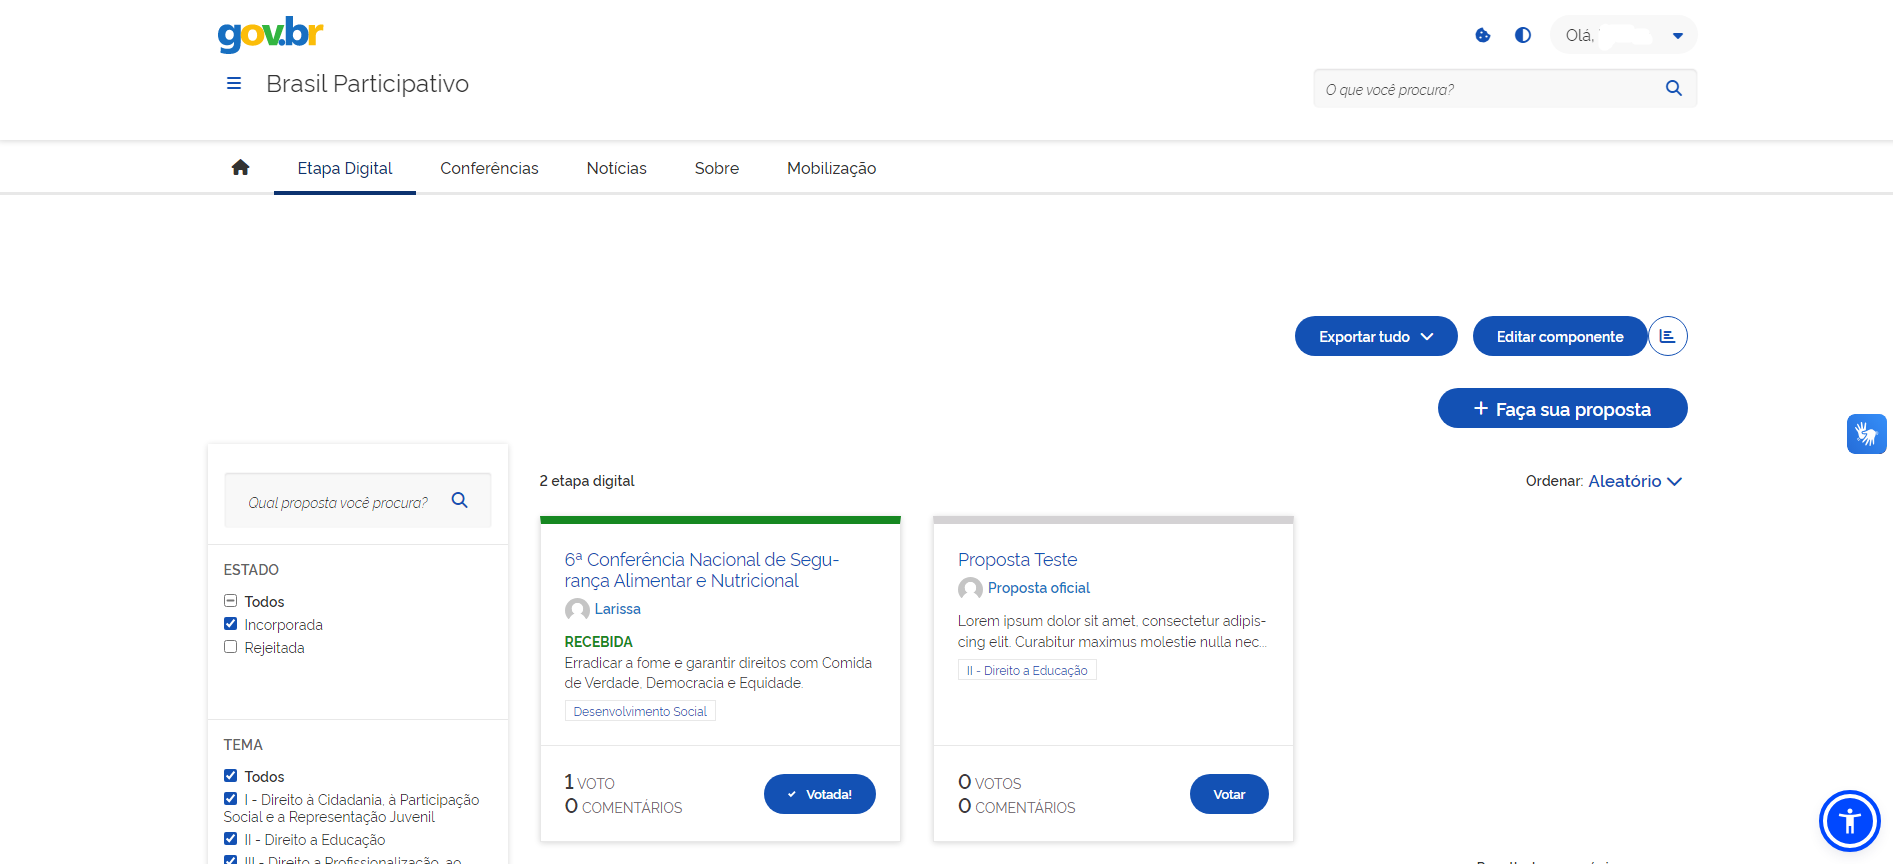 gov.br
Olá,
Brasil Participativo
O que você procura?
Etapa Digital
Conferências
Notícias
Sobre
Mobilização
Exportar tudo
Editar componente
+ Faça sua proposta
Qual proposta você procura?
2 etapa digital
Ordenar: Aleatório
ESTADO
Todos
Incorporada
Rejeitada
TEMA
Todos
I - Direito à Cidadania, à Participação
Social e a Representação Juvenil
II - Direito a Educação
III - Direito a Profissionalização, ao
6ª Conferência Nacional de Segu-
rança Alimentar e Nutricional
Larissa
RECEBIDA
Erradicar a fome e garantir direitos com Comida
de Verdade, Democracia e Equidade.
Desenvolvimento Social
1 VOTO
0 COMENTÁRIOS
Votada!
Proposta Teste
Proposta oficial
Lorem ipsum dolor sit amet, consectetur adipis-
cing elit. Curabitur maximus molestie nulla nec...
II - Direito a Educação
0 VOTOS
0 COMENTÁRIOS
Votar